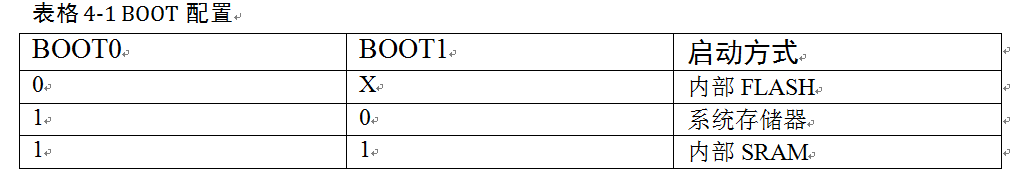 表格 4-1 BOOT 配置
BOOT0 BOOT1 启动方式
0 X 内部 FLASH
1 0 系统存储器
1 1 内部 SRAM